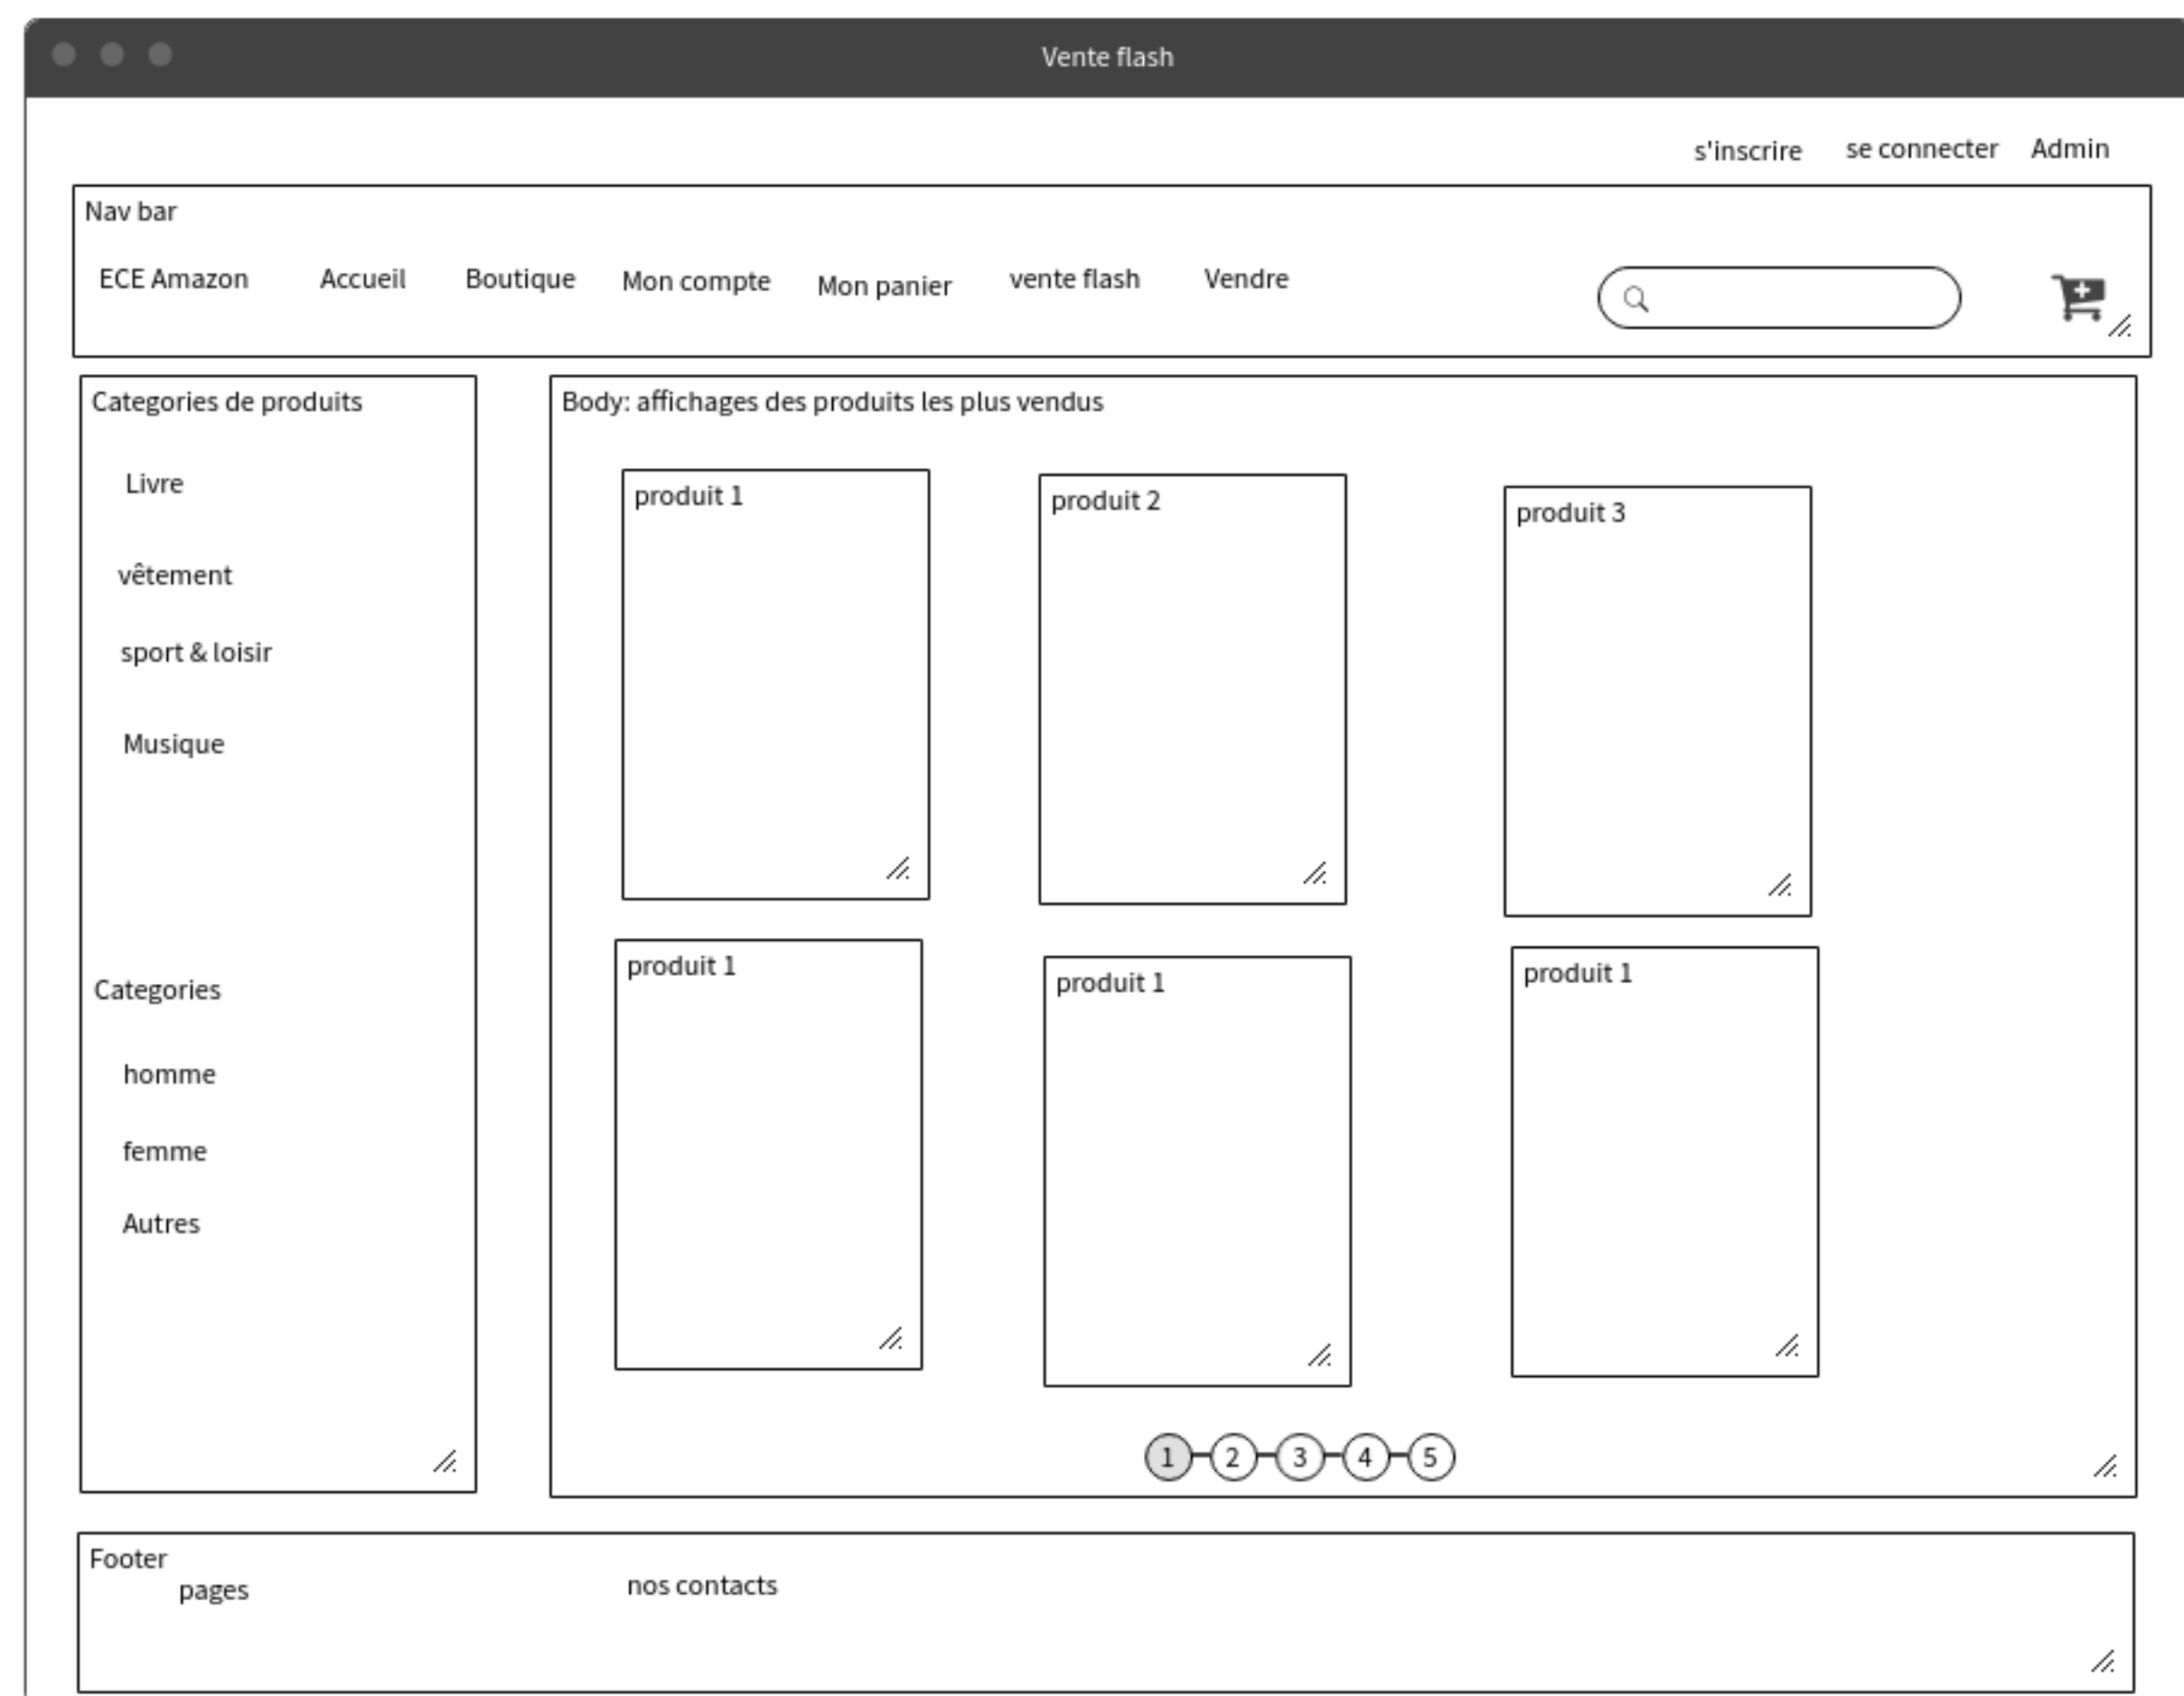 Vente flash
s'inscrire se connecter Admin
Nav bar
ECE Amazon Accueil Boutique Mon compte Mon panier vente flash Vendre
Categories de produits
Livre
vêtement
sport & loisir
Musique
Categories
homme
femme
Autres
Body: affichages des produits les plus vendus
produit 1
produit 2
produit 3
produit 1
produit 1
produit 1
1 2 3 4 5
Footer
pages
nos contacts